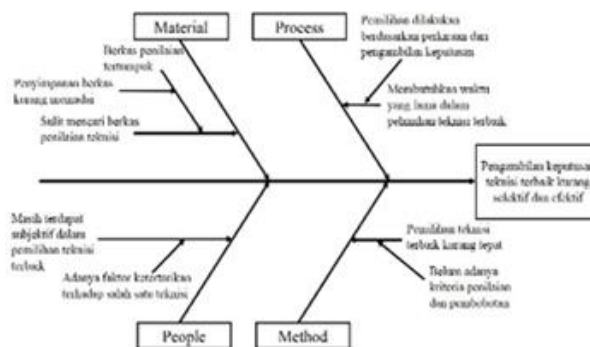 Material
Process
Berkas penilaian
tertumpuk
Penyimpanan berkas
kurang memadai
Sulit mencari berkas
penilaian teknisi
Pemilihan dilakukan
berdasarkan perkiraan dan
pengambilan keputusan
Membutuhkan waktu
yang lama dalam
pemilihan teknisi terbaik
Pengambilan keputusan
teknisi terbaik kurang
selektif dan efektif
Masih terdapat
subjektif dalam
pemilihan teknisi
terbaik
Adanya faktor ketertarikan
terhadap salah satu teknisi
Pemilihan teknisi
terbaik kurang tepat
Belum adanya
kriteria penilaian
dan pembobotan
People
Method